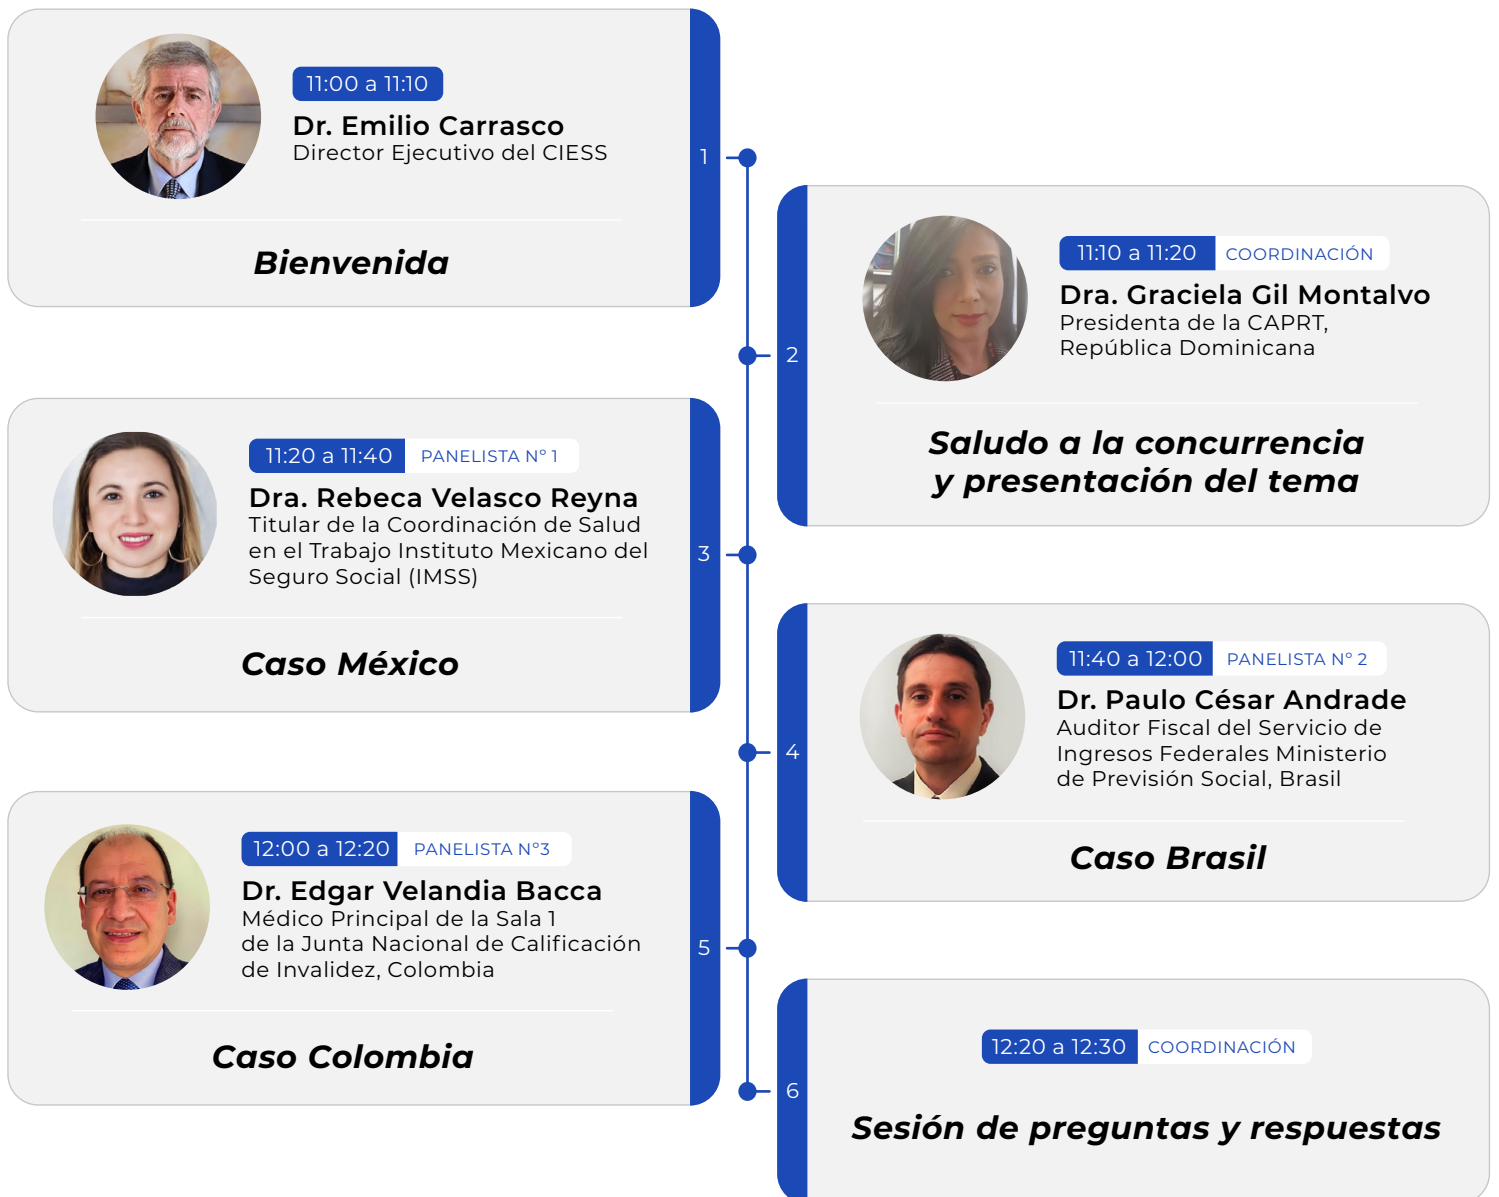 11:00 a 11:10
Dr. Emilio Carrasco
Director Ejecutivo del CIESS
Bienvenida
1
11:10 a 11:20 COORDINACIÓN
Dra. Graciela Gil Montalvo
Presidenta de la CAPRT,
República Dominicana
Saludo a la concurrencia
y presentación del tema
2
11:20 a 11:40 PANELISTA Nº 1
Dra. Rebeca Velasco Reyna
Titular de la Coordinación de Salud
en el Trabajo Instituto Mexicano del
Seguro Social (IMSS)
Caso México
3
11:40 a 12:00 PANELISTA Nº 2
Dr. Paulo César Andrade
Auditor Fiscal del Servicio de
Ingresos Federales Ministerio
de Previsión Social, Brasil
Caso Brasil
4
12:00 a 12:20 PANELISTA Nº3
Dr. Edgar Velandia Bacca
Médico Principal de la Sala 1
de la Junta Nacional de Calificación
de Invalidez, Colombia
Caso Colombia
5
12:20 a 12:30 COORDINACIÓN
Sesión de preguntas y respuestas
6